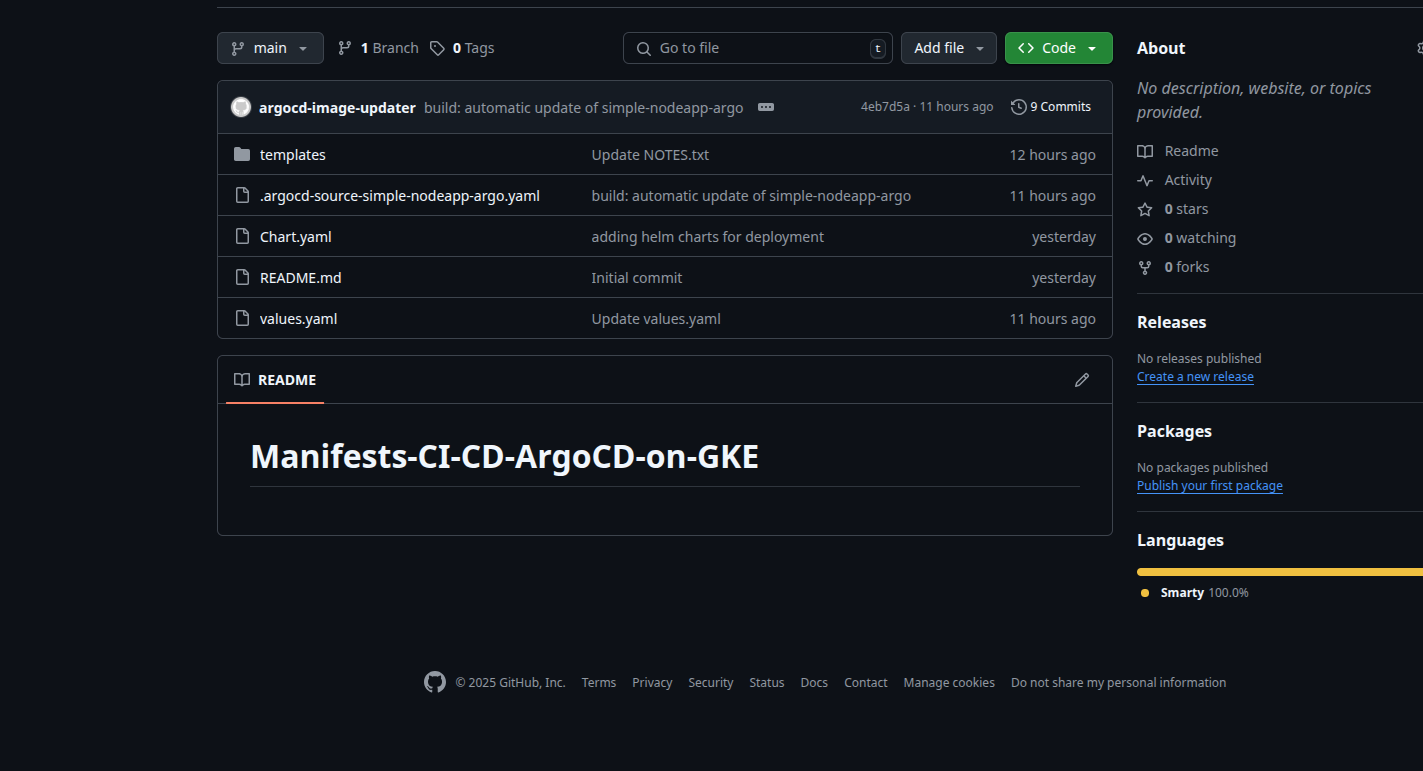 main
1 Branch
0 Tags
Go to file
t
Add file
Code
argocd-image-updater build: automatic update of simple-nodeapp-argo
4eb7d5a · 11 hours ago
9 Commits
templates
Update NOTES.txt
12 hours ago
.argocd-source-simple-nodeapp-argo.yaml
build: automatic update of simple-nodeapp-argo
11 hours ago
Chart.yaml
adding helm charts for deployment
yesterday
README.md
Initial commit
yesterday
values.yaml
Update values.yaml
11 hours ago
README
Manifests-CI-CD-ArgoCD-on-GKE
About
No description, website, or topics
provided.
Readme
Activity
0 stars
0 watching
0 forks
Releases
No releases published
Create a new release
Packages
No packages published
Publish your first package
Languages
Smarty 100.0%
© 2025 GitHub, Inc.
Terms
Privacy
Security
Status
Docs
Contact
Manage cookies
Do not share my personal information